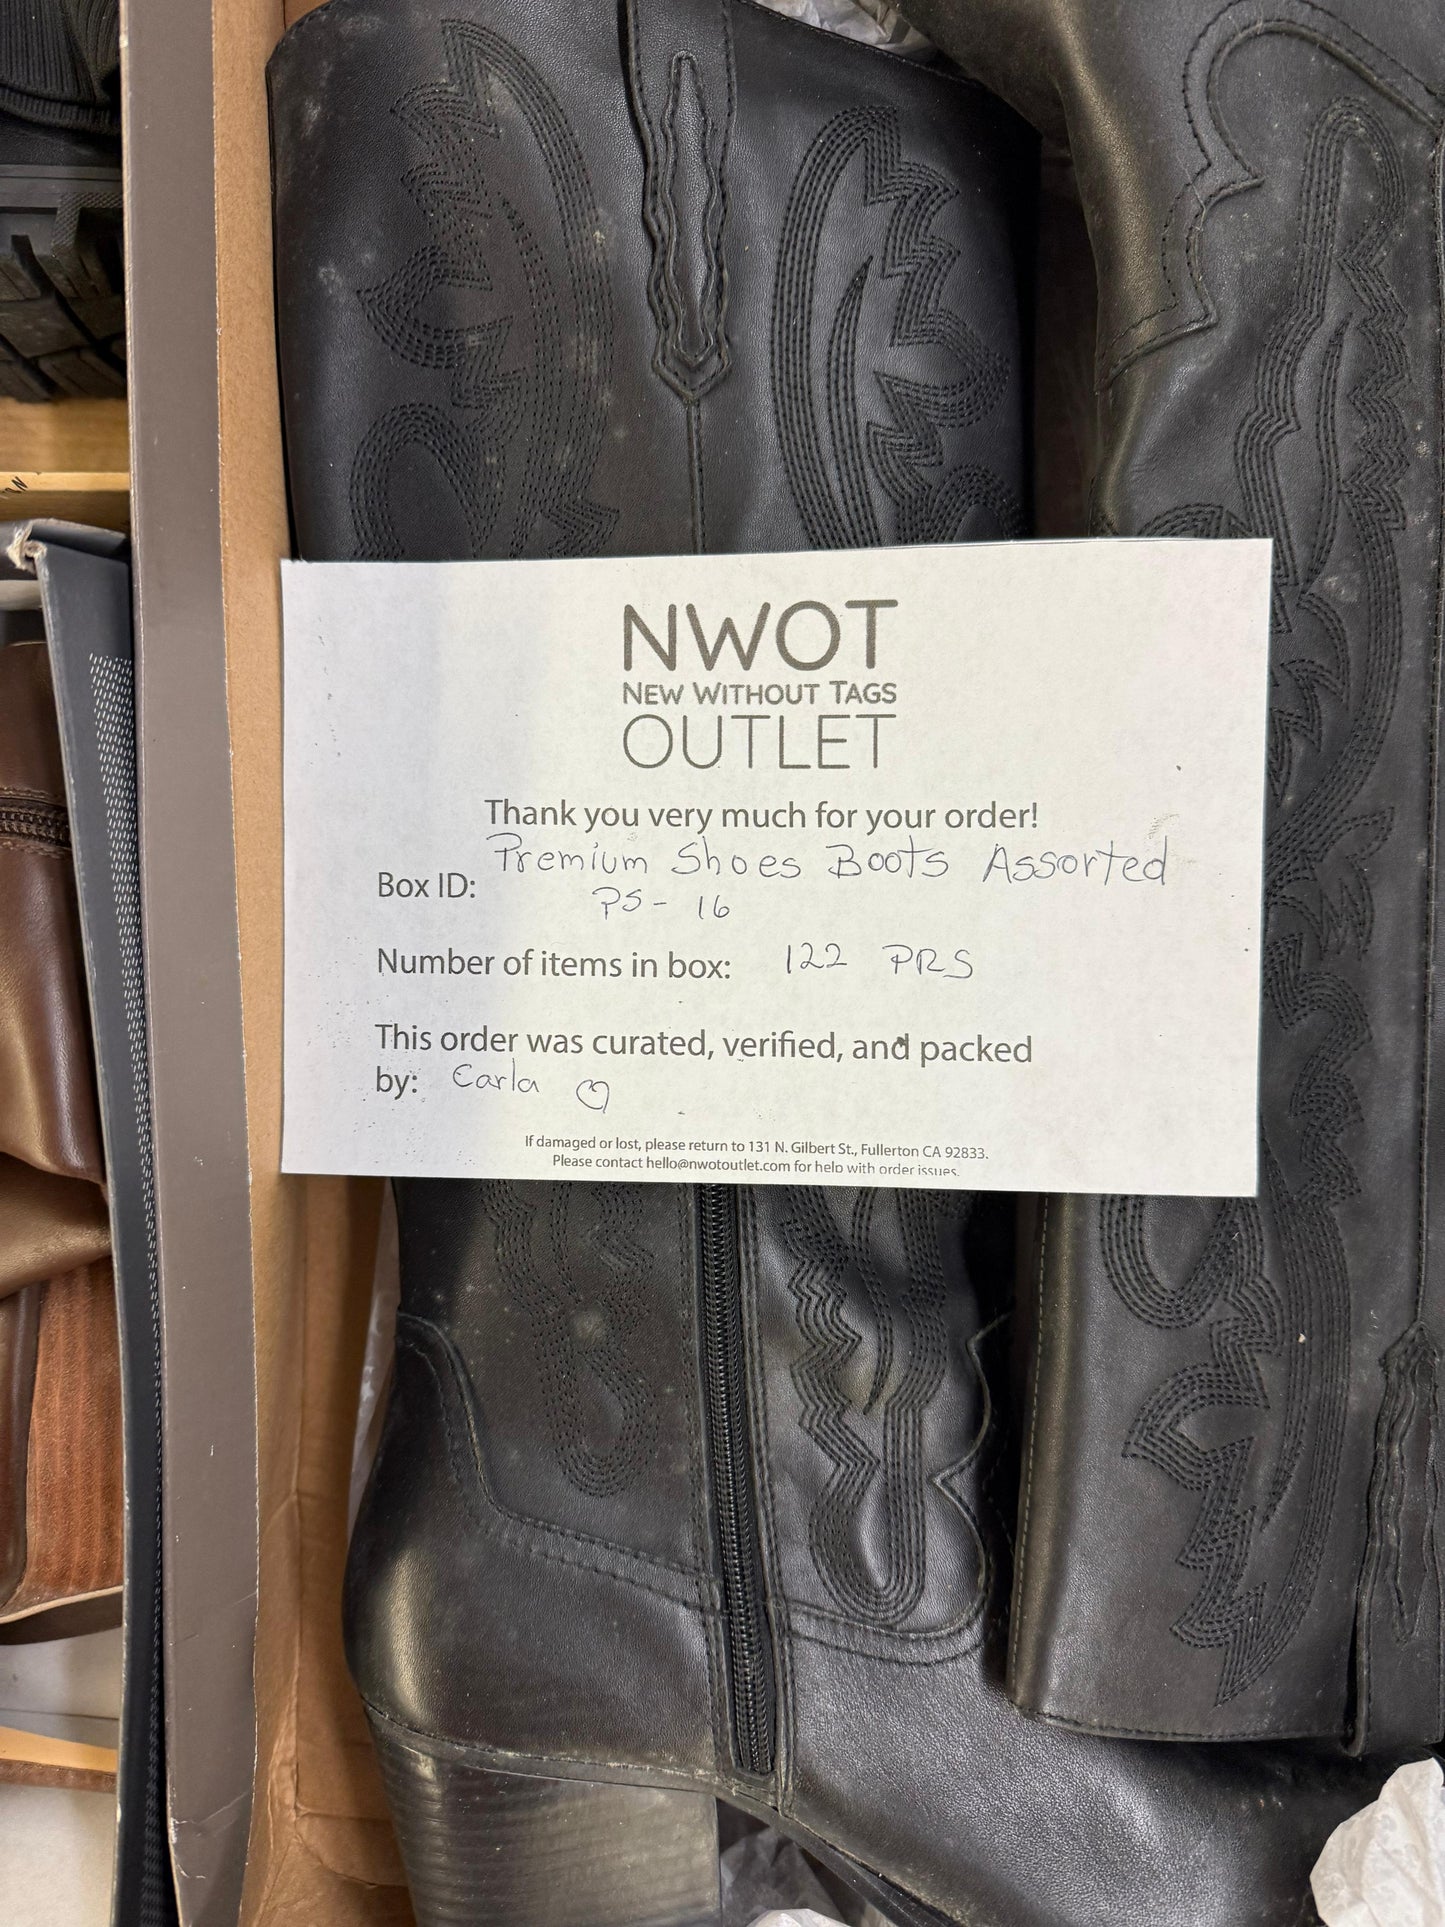 NWOT
NEW WITHOUT TAGS
OUTLET
Thank you very much for your order!
Premium Shoes Boots Assorted
Box ID:
PS - 16
Number of items in box: 122 PRS
This order was curated, verified, and packed
by: Carla ♡
If damaged or lost, please return to 131 N. Gilbert St., Fullerton CA 92833.
Please contact hello@nwotoutlet.com for help with order issues.